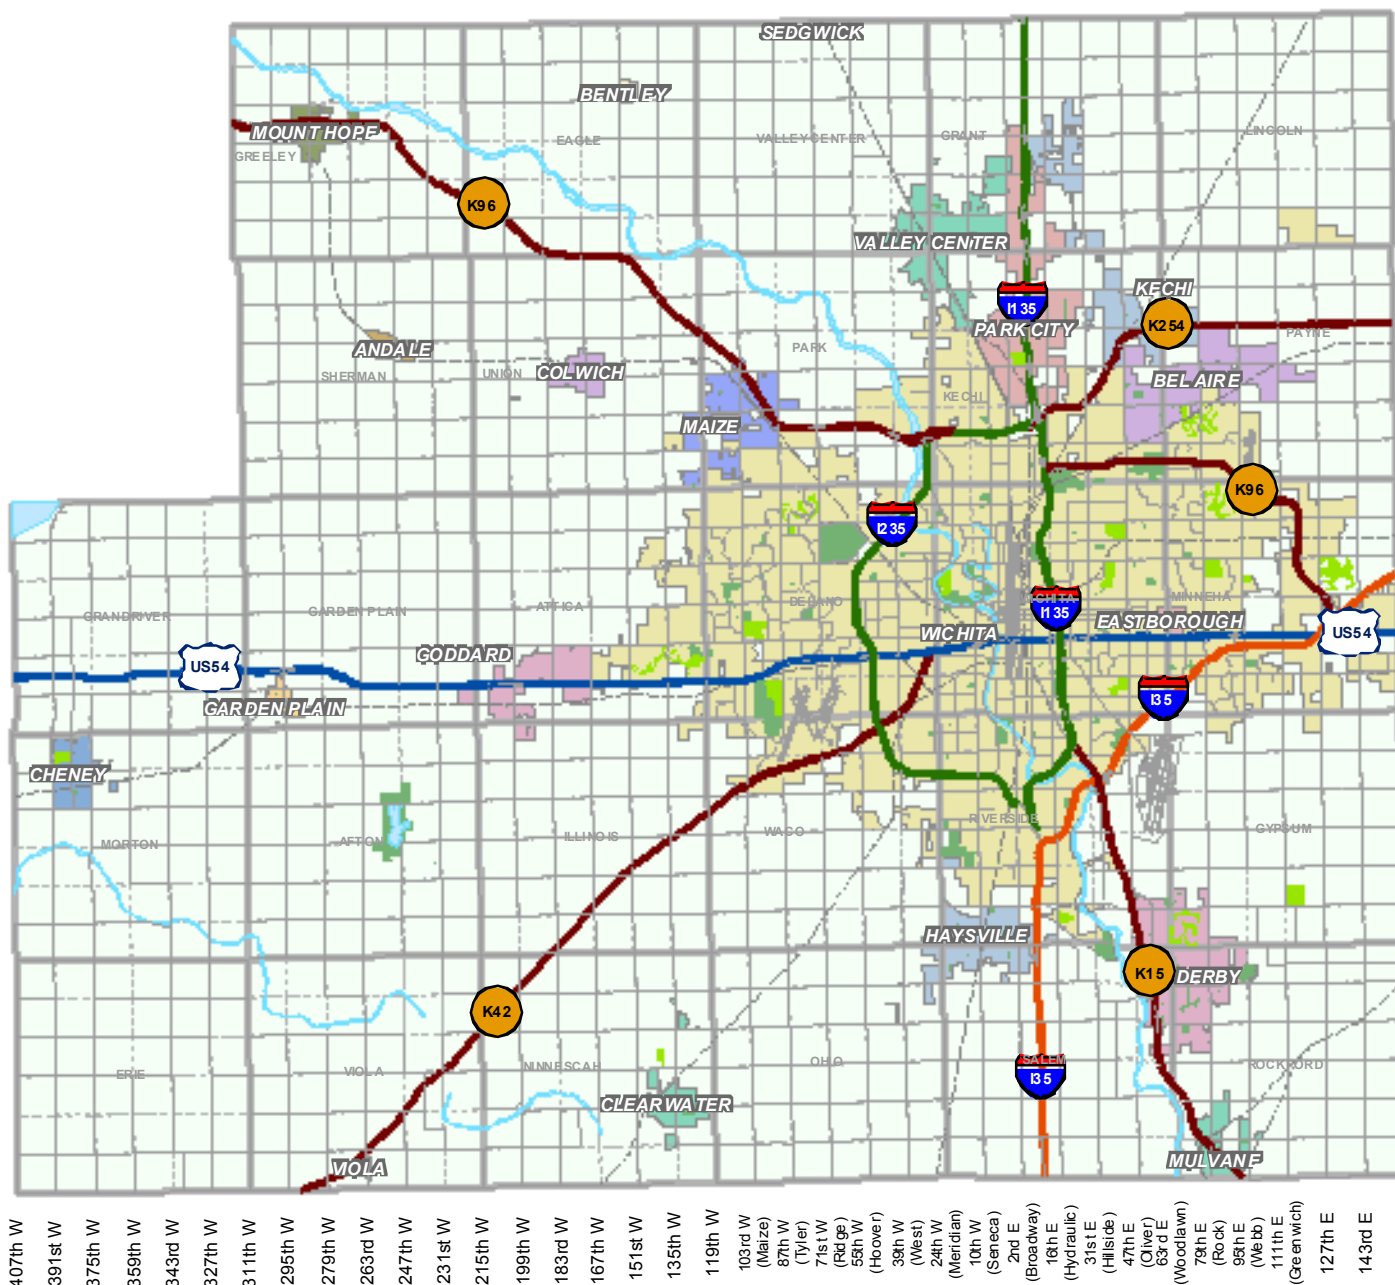 SEDGWICK
BENTLEY
MOUNT HOPE
GREELEY
EAGLE
VALLEY CENTER
GRANT
LINCOLN
K96
VALLEY CENTER
KECHI
I135
K254
PARK CITY
PAYNE
ANDALE
SHERMAN
UNION
COLWICH
PARK
BEL AIRE
KECHI
MAIZE
K96
I235
GRAND RIVER
GARDEN PLAIN
ATTICA
DELANO
I135
MINNEHA
EASTBOROUGH
WICHITA
US54
US54
GODDARD
GARDEN PLAIN
I35
CHENEY
MORTON
AFTON
ILLINOIS
WACO
RIVERSIDE
GYPSUM
HAYSVILLE
K15
DERBY
K42
ERIE
VIOLA
NINNESCAH
OHIO
SALEM
I35
ROCKFORD
CLEARWATER
VIOLA
MULVANE
407th W
391st W
375th W
359th W
343rd W
327th W
311th W
295th W
279th W
263rd W
247th W
231st W
215th W
199th W
183rd W
167th W
151st W
135th W
119th W
103rd W
(Maize)
87th W
(Tyler)
71st W
(Ridge)
55th W
(Hoover)
39th W
(West)
24th W
(Meridian)
10th W
(Seneca)
2nd E
(Broadway)
16th E
(Hydraulic)
31st E
(Hillside)
47th E
(Oliver)
63rd E
(Woodlawn)
79th E
(Rock)
95th E
(Webb)
111th E
(Greenwich)
127th E
143rd E